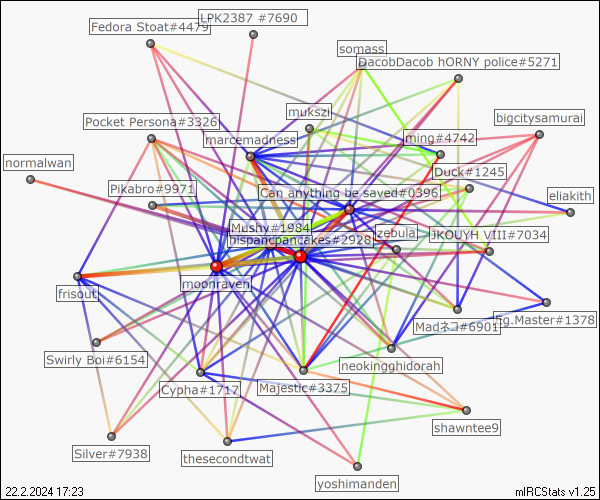 LPK2387 #7690
Fedora Stoat#4479
somass
DacobDacob hORNY police#5271
mukszi
bigcitysamurai
Pocket Persona#3326
marcemadness
ming#4742
normalwan
Duck#1245
Pikabro#9971
Can anything be saved#0396
eliakith
Mushy#1984
zebula
JKOUYH VIII#7034
hispanicpancakes#2928
moonraven
frisout
Madネコ#6901
fig.Master#1378
Swirly Boi#6154
neokingghidorah
Cypha#1717
Majestic#3375
shawntee9
Silver#7938
thesecondtwat
yoshimanden
22.2.2024 17:23
mIRCStats v1.25